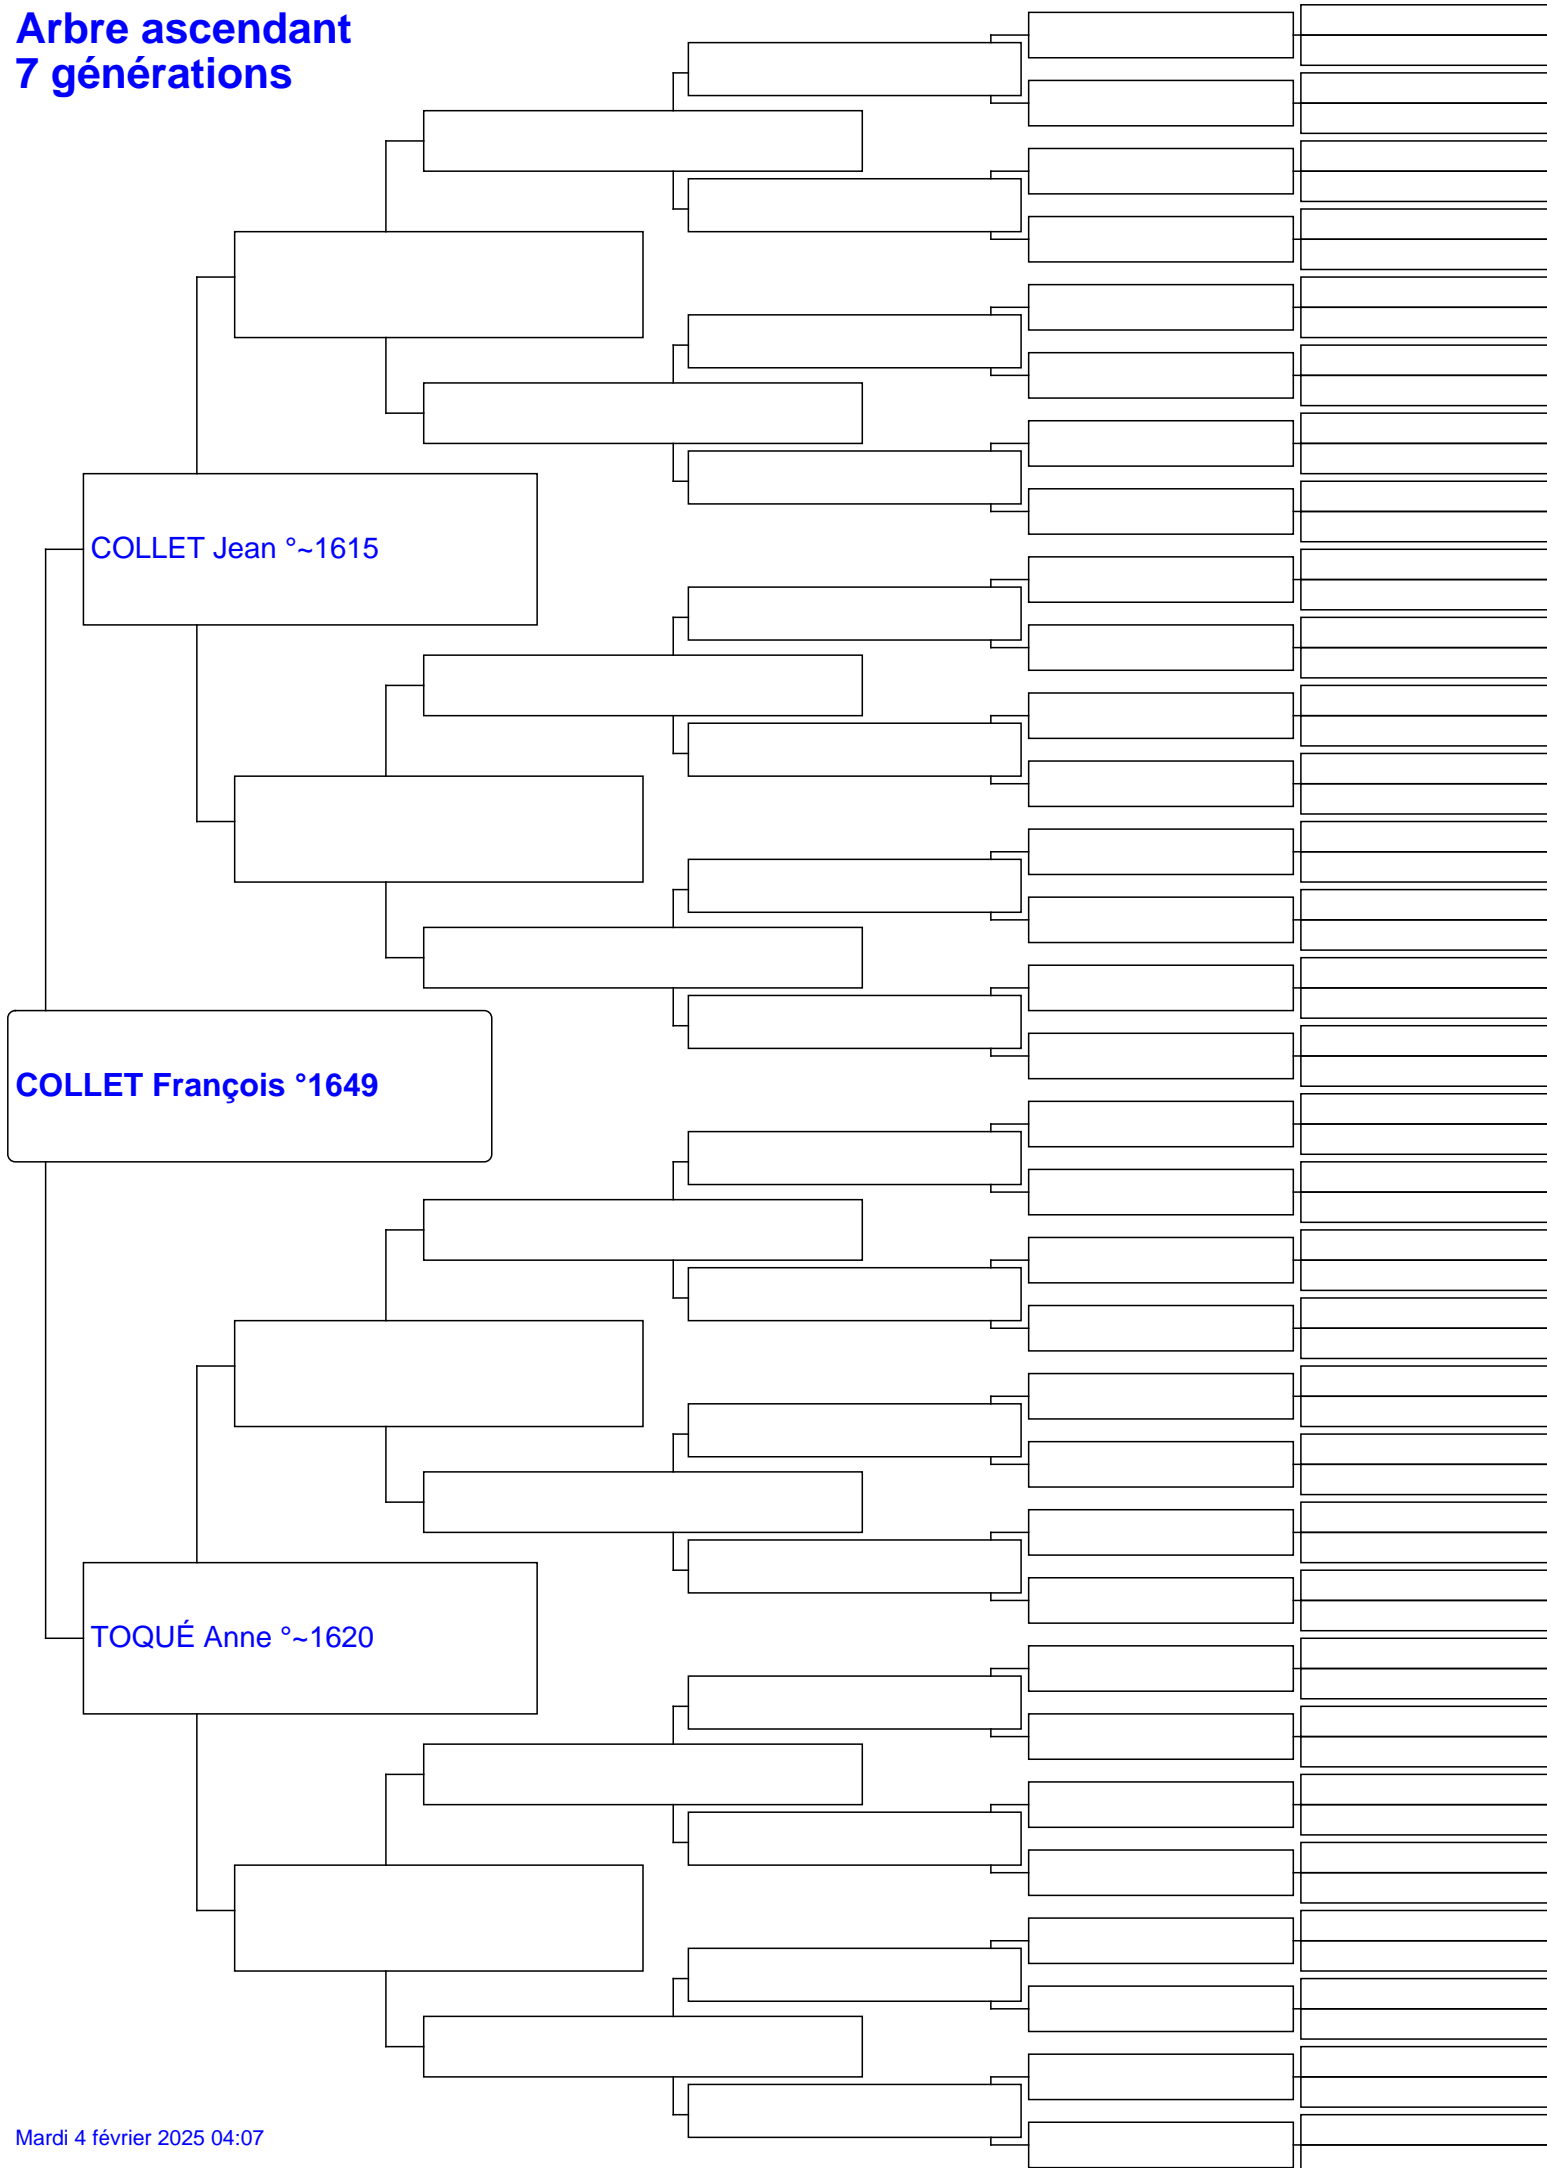 Arbre ascendant
7 générations
COLLET Jean °~1615
COLLET François °1649
TOQUÉ Anne °~1620
Mardi 4 février 2025 04:07